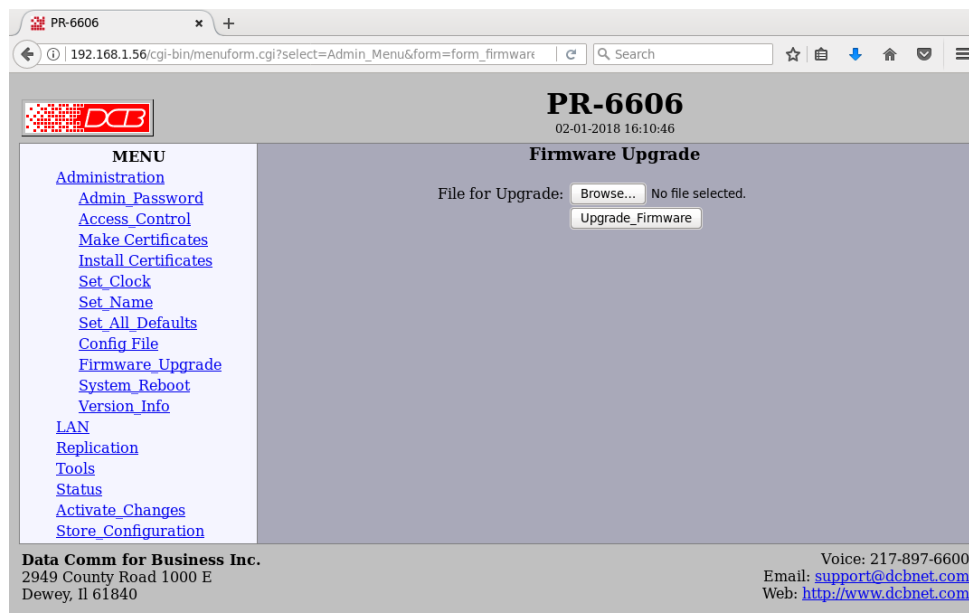 PR-6606
192.168.1.56/cgi-bin/menuform.cgi?select=Admin_Menu&form=form_firmware
Search
DCB
PR-6606
02-01-2018 16:10:46
MENU
Administration
Admin_Password
Access_Control
Make Certificates
Install Certificates
Set_Clock
Set_Name
Set_All_Defaults
Config File
Firmware_Upgrade
System_Reboot
Version_Info
LAN
Replication
Tools
Status
Activate_Changes
Store_Configuration
Firmware Upgrade
File for Upgrade: Browse... No file selected.
Upgrade_Firmware
Data Comm for Business Inc.
2949 County Road 1000 E
Dewey, Il 61840
Voice: 217-897-6600
Email: support@dcbnet.com
Web: http://www.dcbnet.com